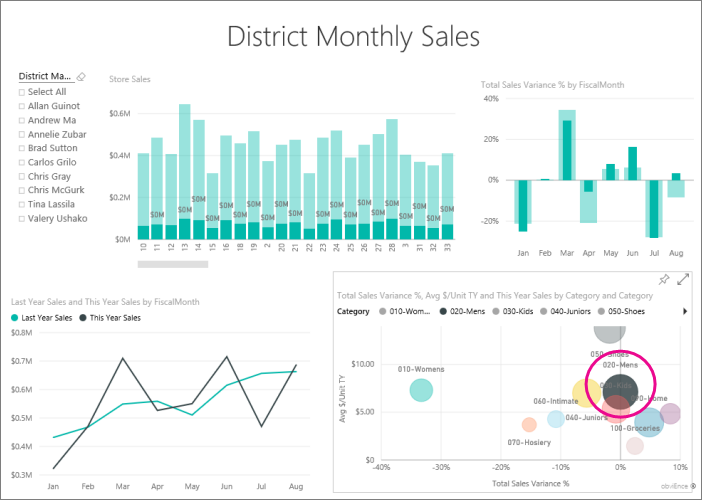 District Monthly Sales
District Ma...
Select All
Allan Guinot
Andrew Ma
Annelie Zubar
Brad Sutton
Carlos Grilo
Chris Gray
Chris McGurk
Tina Lassila
Valery Ushako
Store Sales
$0.6M
$0.4M
$0.2M
$0M
$0M $0M $0M $0M $0M $0M $0M $0M $0M $0M $0M $0M $0M $0M $0M $0M $0M $0M $0M
10 11 12 13 14 15 16 18 19 2 20 21 22 23 24 25 26 27 28 3 31 32 33
Total Sales Variance % by FiscalMonth
40%
20%
0%
-20%
Jan Feb Mar Apr May Jun Jul Aug
Last Year Sales and This Year Sales by FiscalMonth
Last Year Sales This Year Sales
$0.8M
$0.7M
$0.6M
$0.5M
$0.4M
$0.3M
Jan Feb Mar Apr May Jun Jul Aug
Total Sales Variance %, Avg $/Unit TY and This Year Sales by Category and Category
Category 010-Wom... 020-Mens 030-Kids 040-Juniors 050-Shoes
Avg $/Unit TY
$10.00
$5.00
$0.00
050-Shoes
020-Mens
010-Womens
060-Intimate
040-Juniors
100-Groceries
070-Hosiery
-40% -30% -20% -10% 0% 10%
Total Sales Variance %
obviEnce